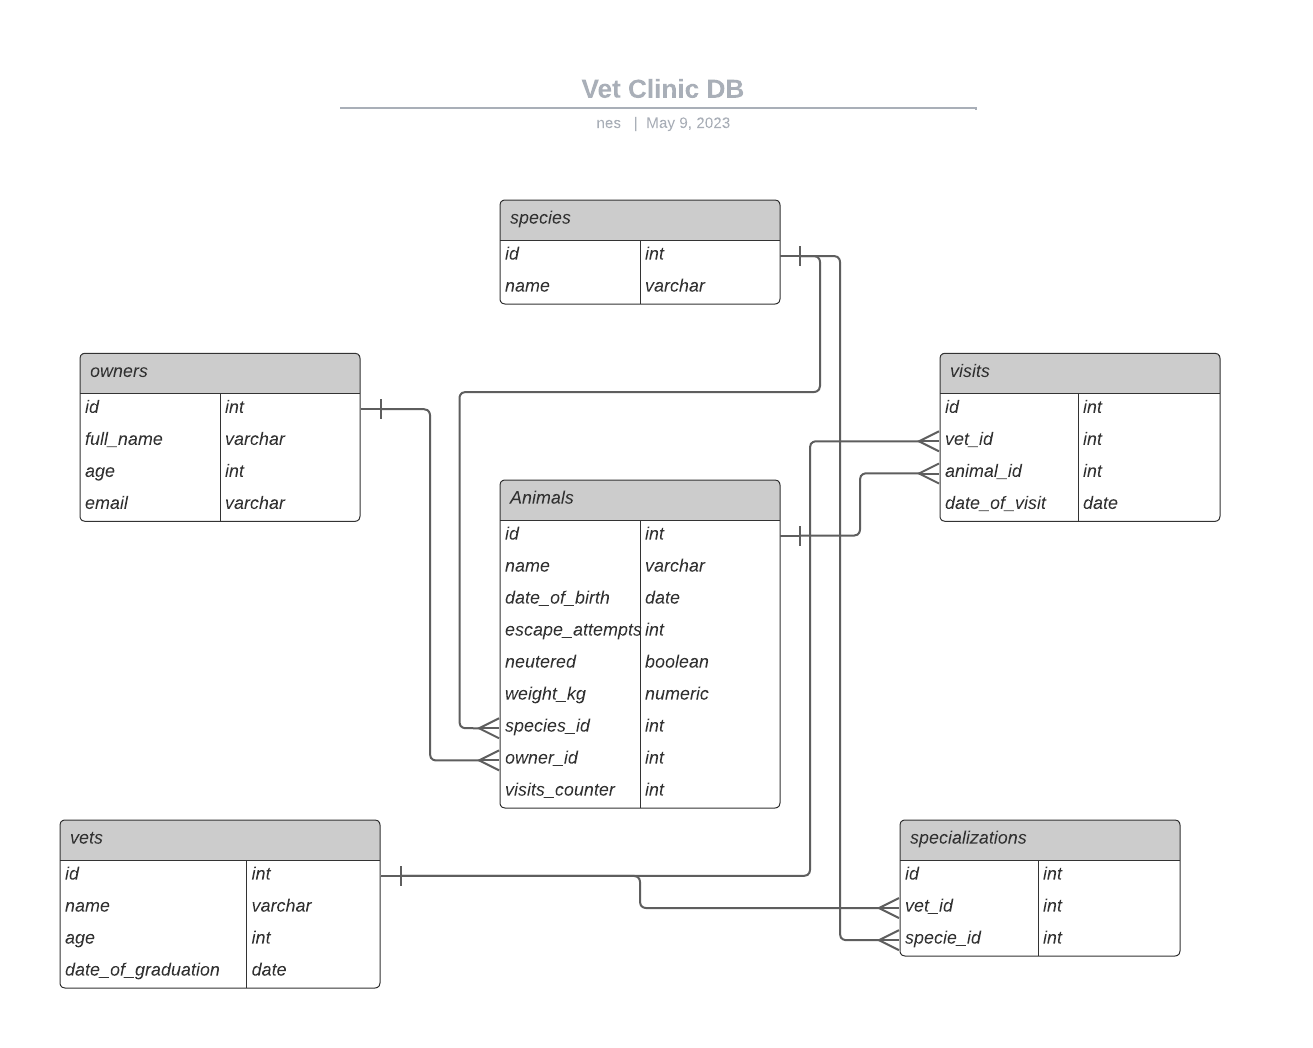 Vet Clinic DB
nes | May 9, 2023
species
id int
name varchar
owners
id int
full_name varchar
age int
email varchar
visits
id int
vet_id int
animal_id int
date_of_visit date
Animals
id int
name varchar
date_of_birth date
escape_attempts int
neutered boolean
weight_kg numeric
species_id int
owner_id int
visits_counter int
vets
id int
name varchar
age int
date_of_graduation date
specializations
id int
vet_id int
specie_id int